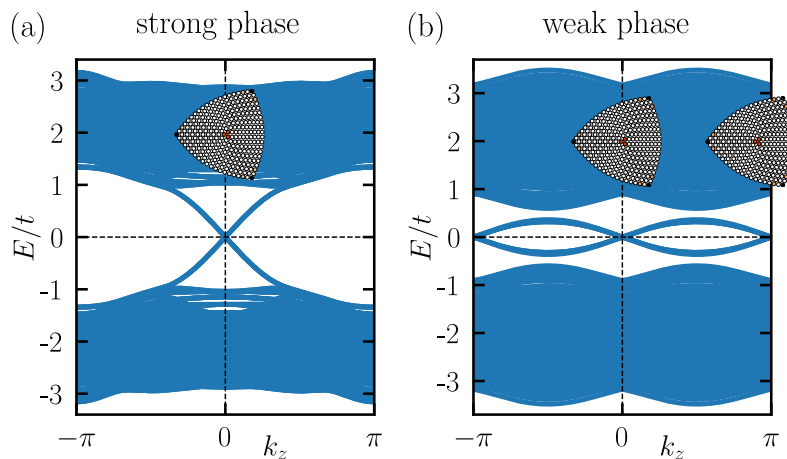 (a) strong phase
(b) weak phase
E/t
3
2
1
0
-1
-2
-3
−π 0 π
k_z
E/t
3
2
1
0
-1
-2
-3
−π 0 π
k_z